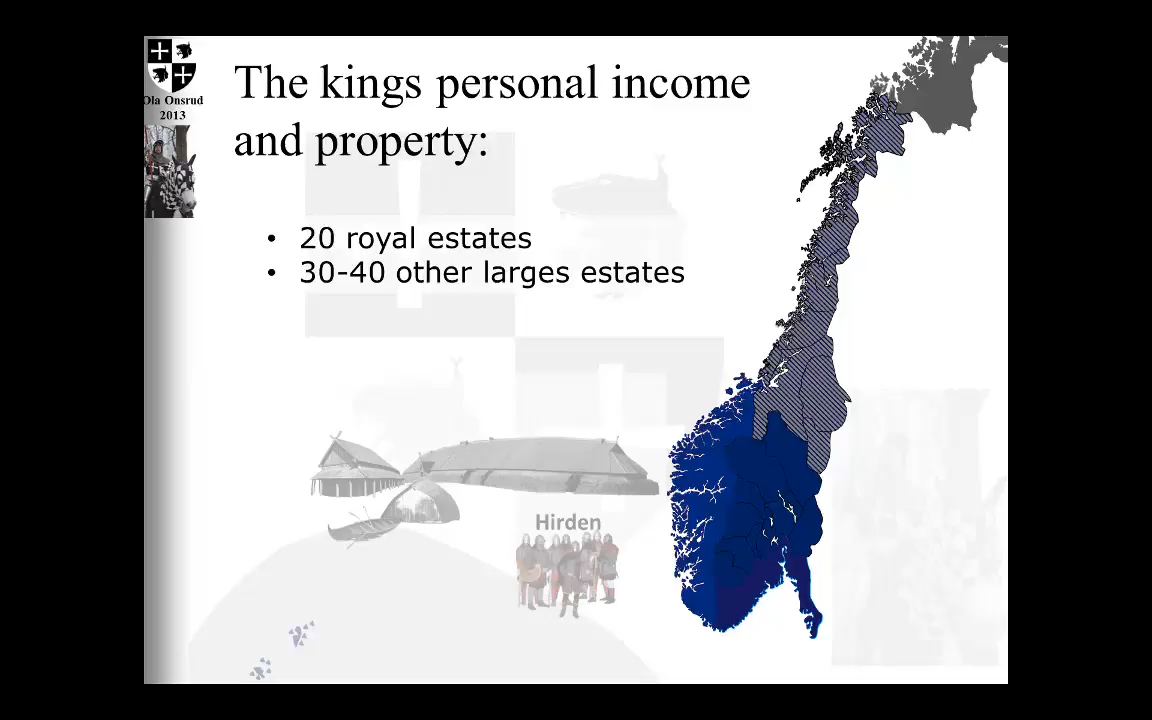 Ola Onsrud
2013
The kings personal income
and property:
• 20 royal estates
• 30-40 other larges estates
Hirden